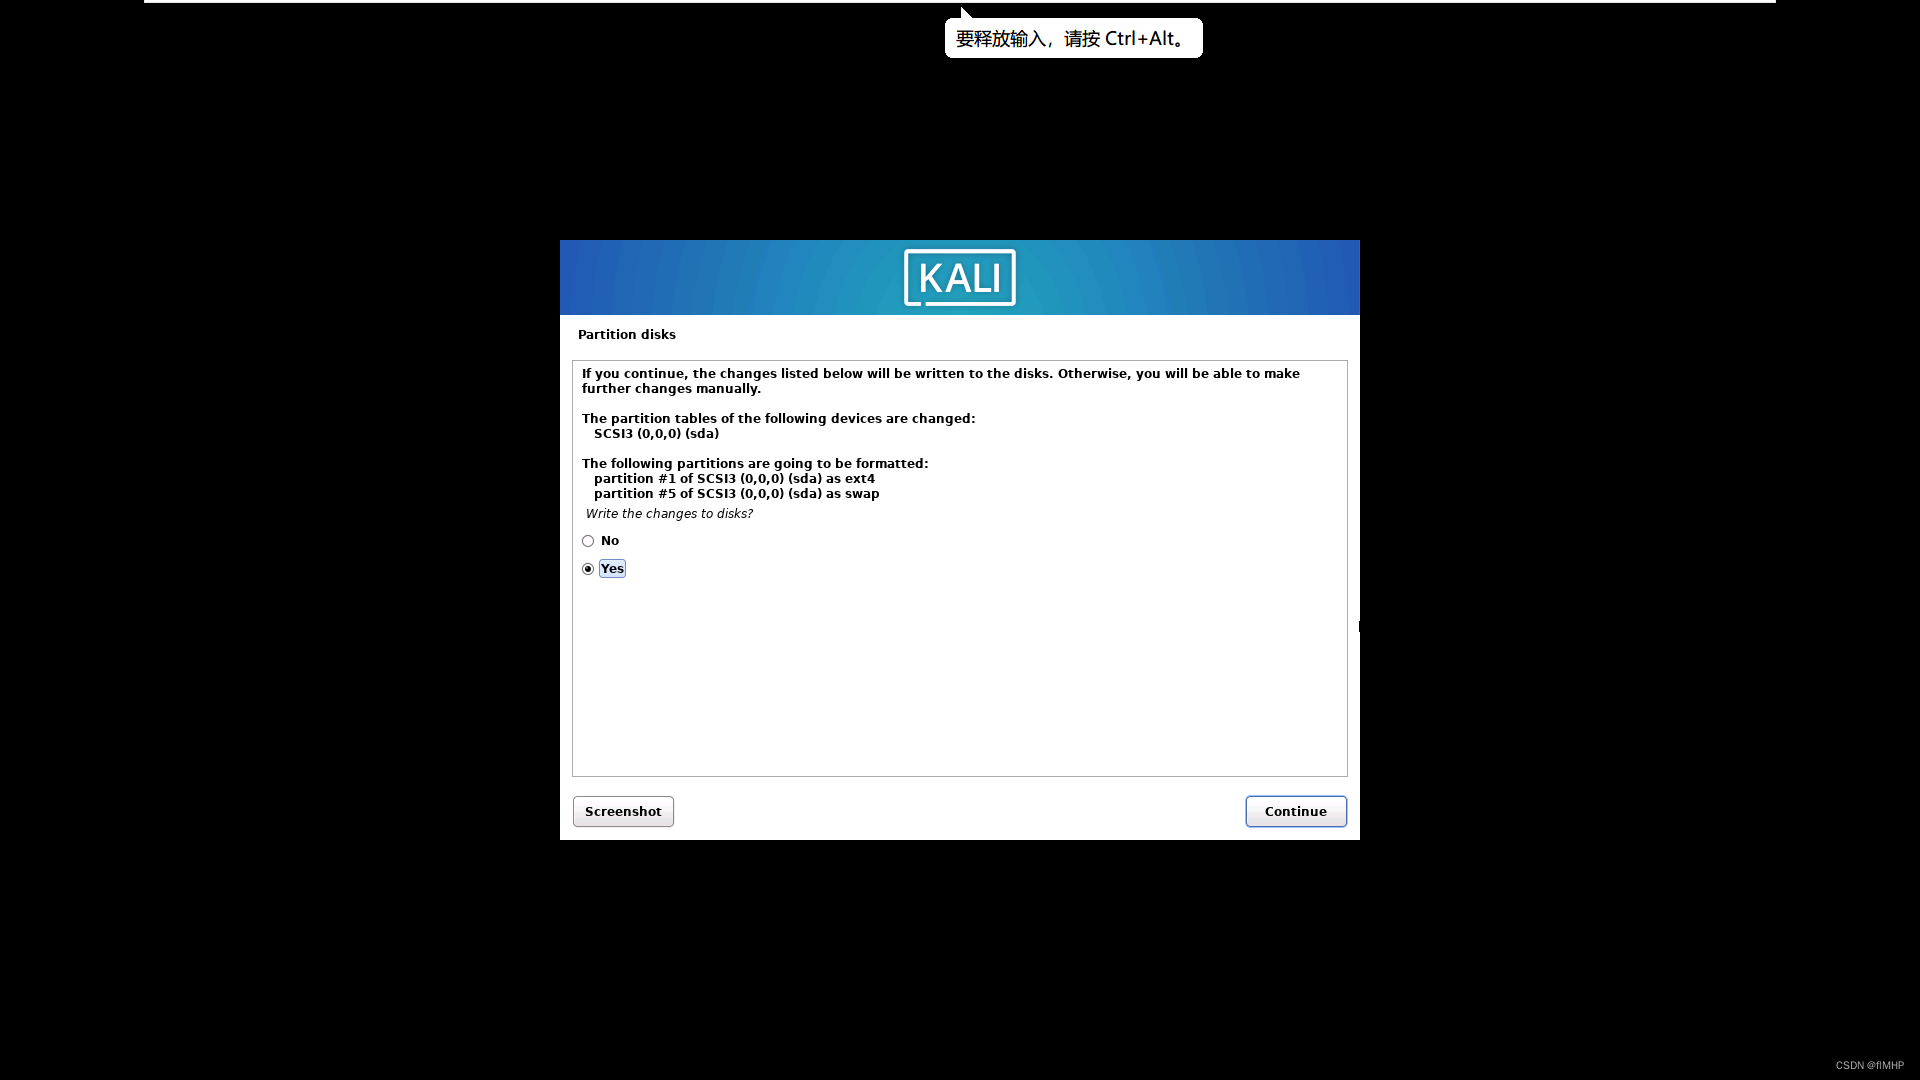 要释放输入，请按 Ctrl+Alt。
KALI
Partition disks
If you continue, the changes listed below will be written to the disks. Otherwise, you will be able to make
further changes manually.
The partition tables of the following devices are changed:
SCSI3 (0,0,0) (sda)
The following partitions are going to be formatted:
partition #1 of SCSI3 (0,0,0) (sda) as ext4
partition #5 of SCSI3 (0,0,0) (sda) as swap
Write the changes to disks?
No
Yes
Screenshot
Continue
CSDN @flMHP